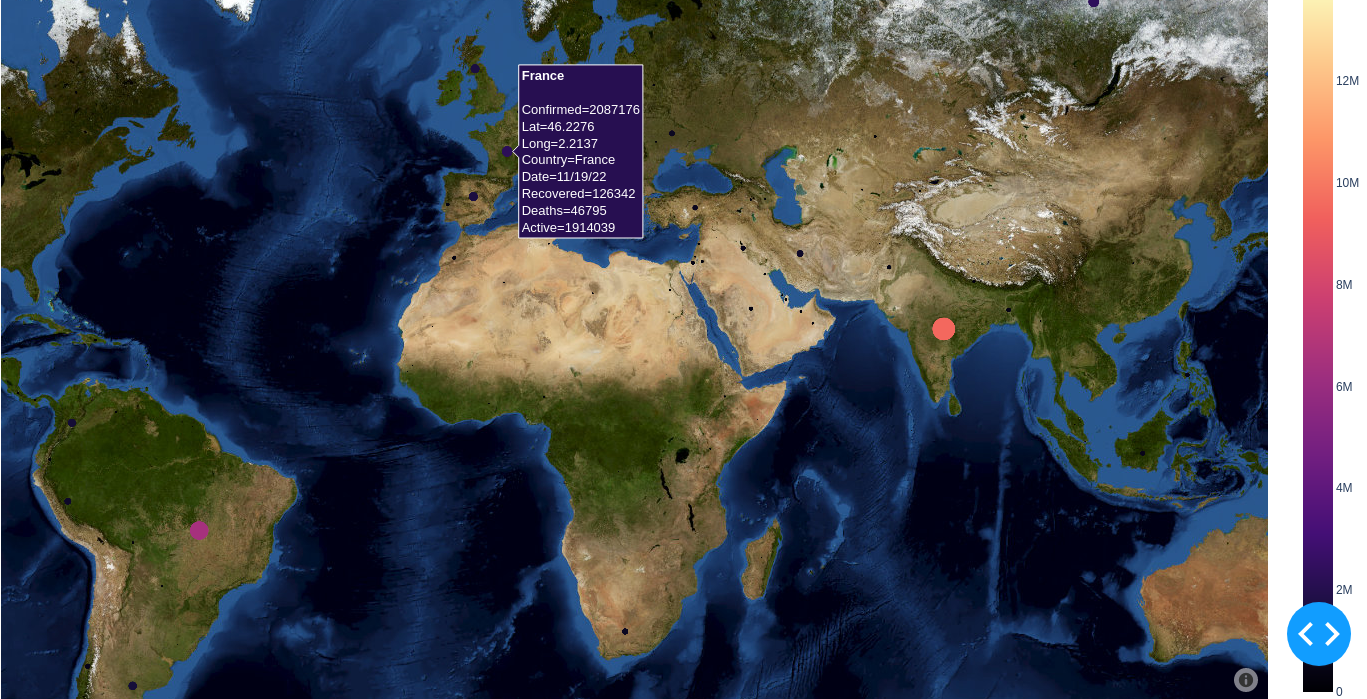 France
Confirmed=2087176
Lat=46.2276
Long=2.2137
Country=France
Date=11/19/22
Recovered=126342
Deaths=46795
Active=1914039
12M
10M
8M
6M
4M
2M
0